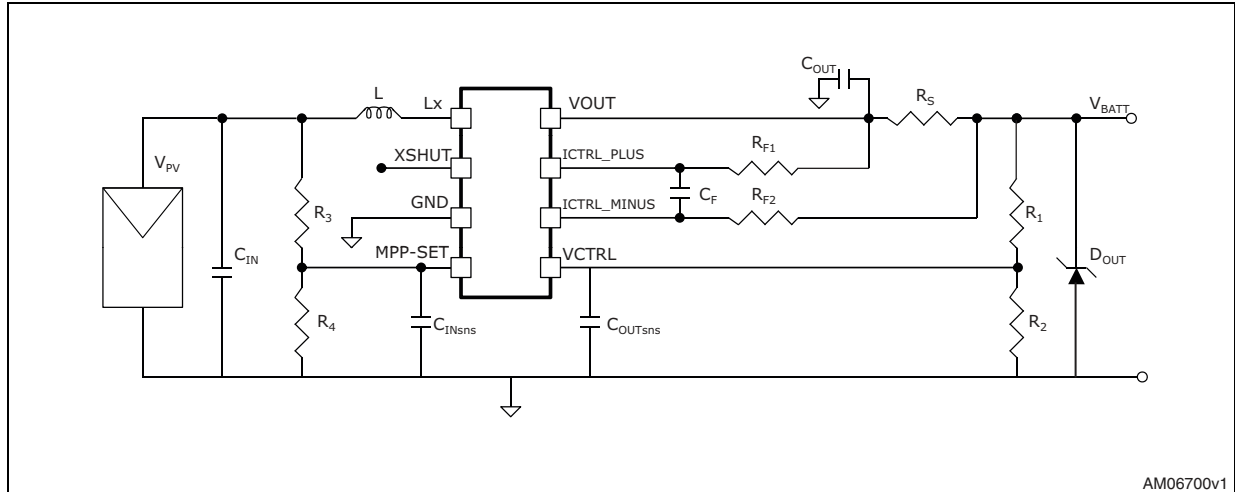 C_OUT
L
Lx
VOUT
R_S
V_BATT
V_PV
XSHUT
ICTRL_PLUS
R_F1
C_F
GND
ICTRL_MINUS
R_F2
R_3
R_1
C_IN
MPP-SET
VCTRL
D_OUT
R_4
C_INsns
C_OUTsns
R_2
AM06700v1